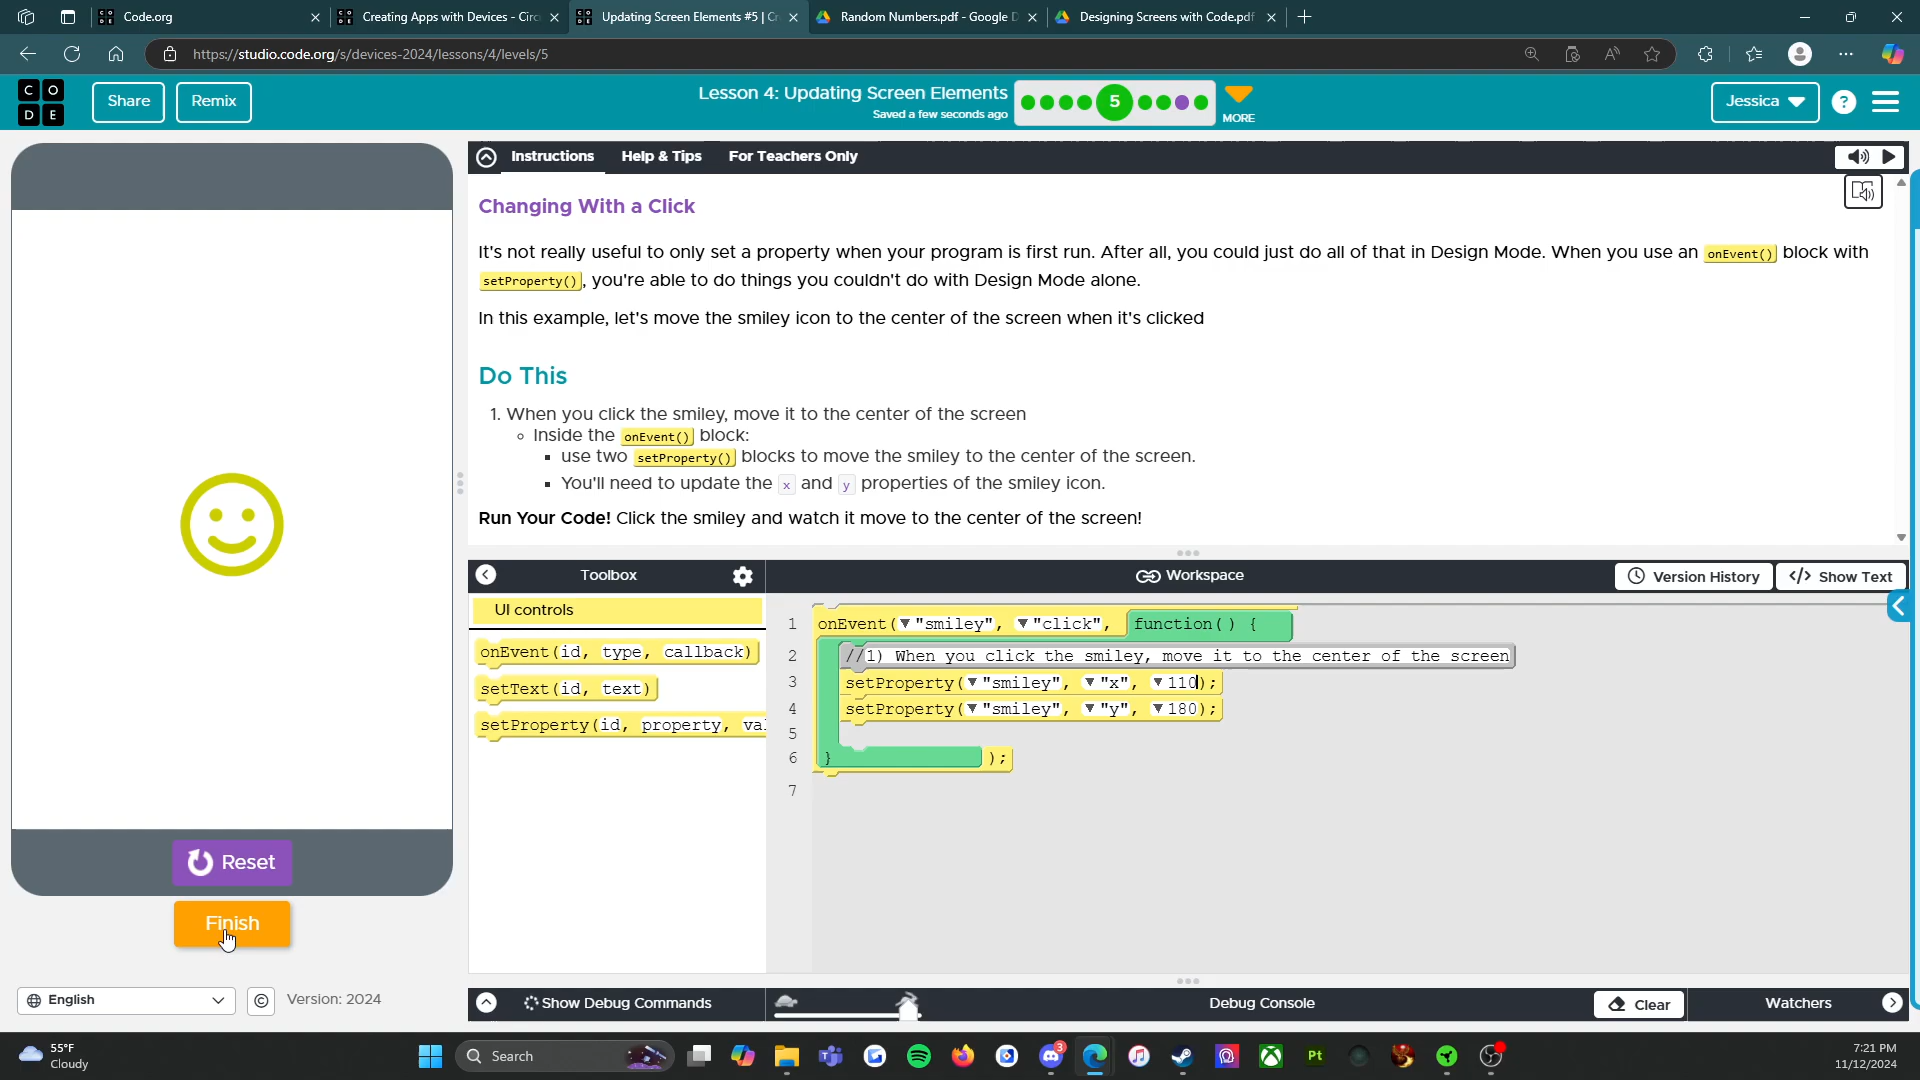 Code.org
Creating Apps with Devices - Circ
Updating Screen Elements #5 | Cr
Random Numbers.pdf - Google D
Designing Screens with Code.pdf
https://studio.code.org/s/devices-2024/lessons/4/levels/5
C O
D E
Share
Remix
Lesson 4: Updating Screen Elements
Saved a few seconds ago
5
MORE
Jessica
?
Instructions
Help & Tips
For Teachers Only
Changing With a Click
It's not really useful to only set a property when your program is first run. After all, you could just do all of that in Design Mode. When you use an onEvent() block with
setProperty(), you're able to do things you couldn't do with Design Mode alone.
In this example, let's move the smiley icon to the center of the screen when it's clicked
Do This
1. When you click the smiley, move it to the center of the screen
Inside the onEvent() block:
use two setProperty() blocks to move the smiley to the center of the screen.
You'll need to update the x and y properties of the smiley icon.
Run Your Code! Click the smiley and watch it move to the center of the screen!
Toolbox
Workspace
Version History
</> Show Text
UI controls
onEvent(id, type, callback)
setText(id, text)
setProperty(id, property, val
1 onEvent(▼"smiley", ▼"click", function() {
2 //1) When you click the smiley, move it to the center of the screen
3 setProperty(▼"smiley", ▼"x", ▼110);
4 setProperty(▼"smiley", ▼"y", ▼180);
5
6 } );
7
Reset
Finish
English
©
Version: 2024
Show Debug Commands
Debug Console
Clear
Watchers
55°F
Cloudy
Search
3
Pt
7:21 PM
11/12/2024